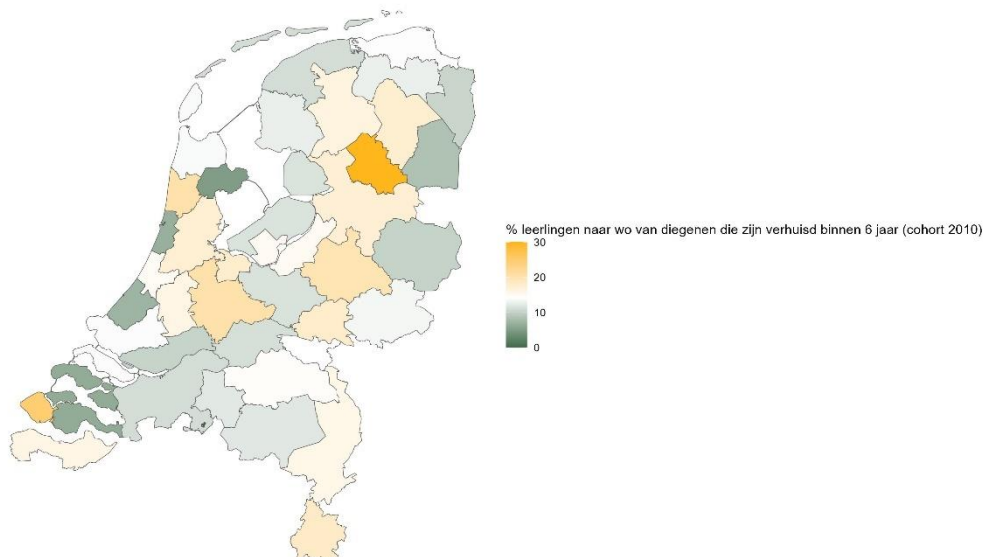 % leerlingen naar wo van diegenen die zijn verhuisd binnen 6 jaar (cohort 2010)
30
20
10
0